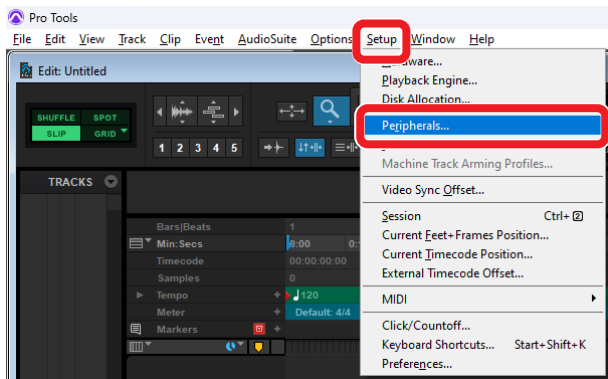 Pro Tools
File Edit View Track Clip Event AudioSuite Options Setup Window Help
Edit: Untitled
SHUFFLE SPOT
SLIP GRID
1 2 3 4 5
TRACKS
Bars|Beats 1
Min:Secs 0:00 0:
Timecode 00:00:00:00
Samples 0
Tempo 120
Meter Default: 4/4
Markers
Playback Engine...
Disk Allocation...
Peripherals...
Machine Track Arming Profiles...
Video Sync Offset...
Session Ctrl+2
Current Feet+Frames Position...
Current Timecode Position...
External Timecode Offset...
MIDI
Click/Countoff...
Keyboard Shortcuts... Start+Shift+K
Preferences...